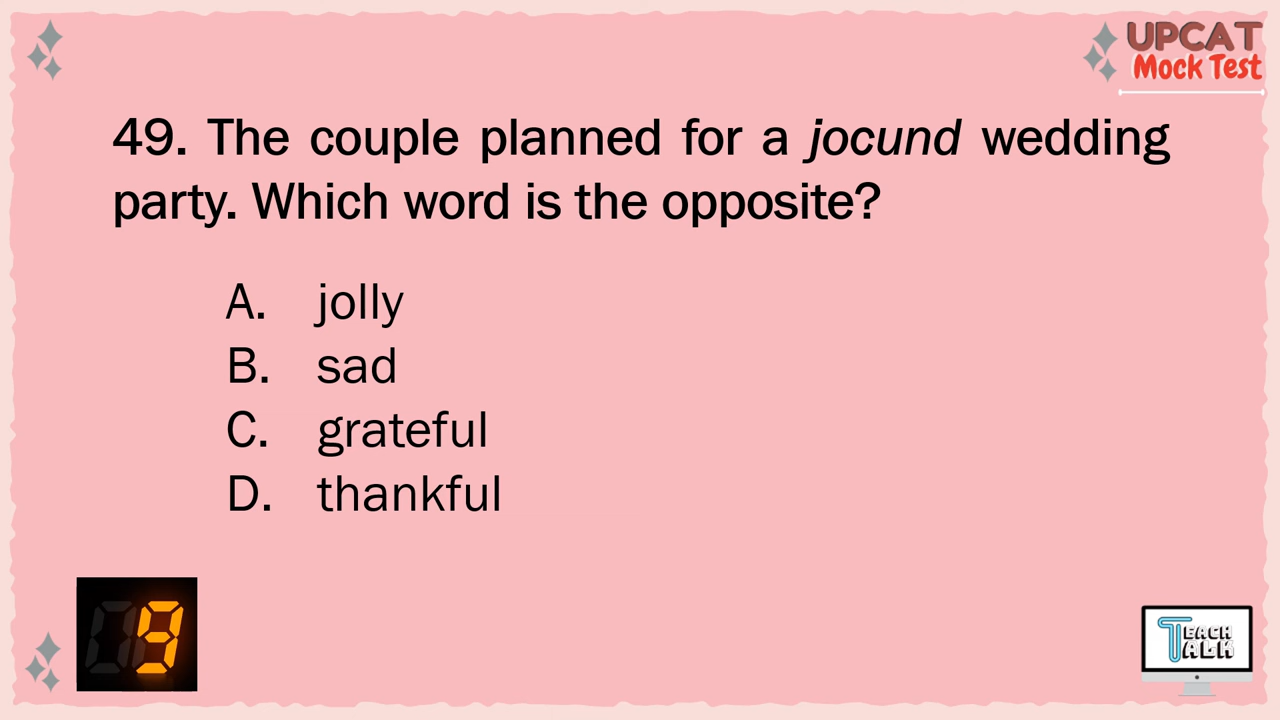 UPCAT
Mock Test
49. The couple planned for a jocund wedding
party. Which word is the opposite?
A. jolly
B. sad
C. grateful
D. thankful
9
TEACH
TALK